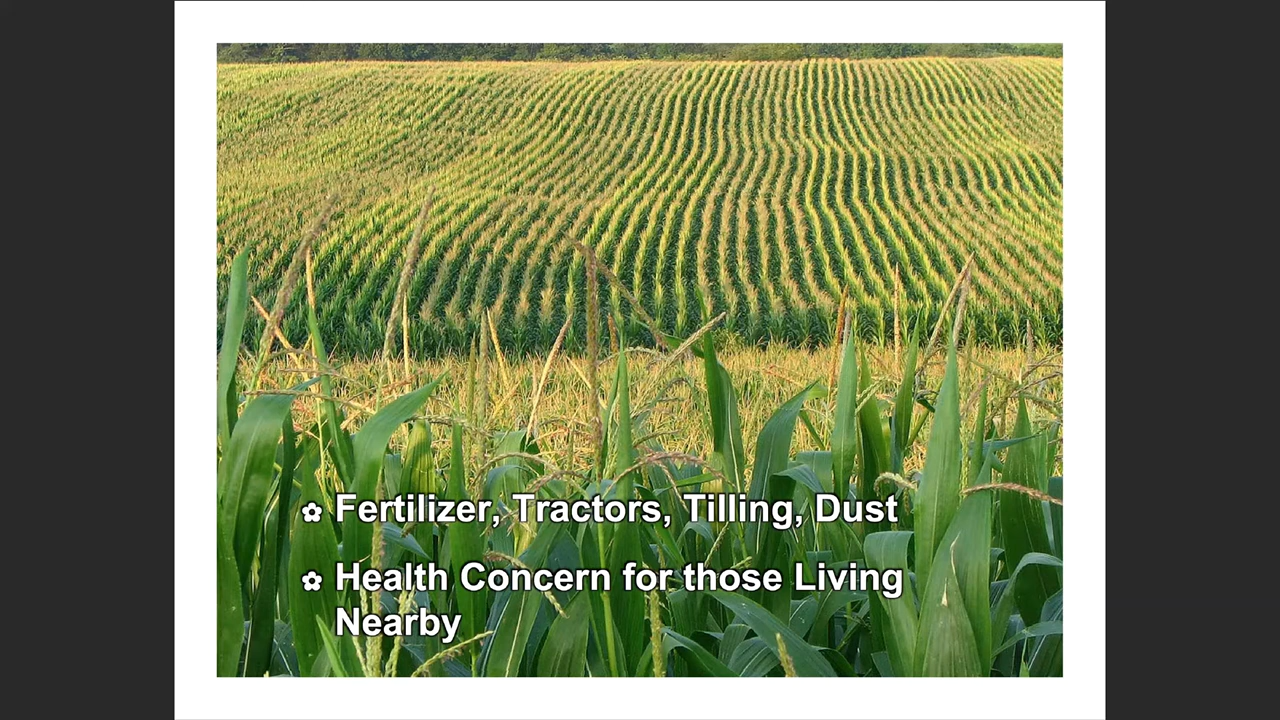 ✿ Fertilizer, Tractors, Tilling, Dust
✿ Health Concern for those Living
Nearby